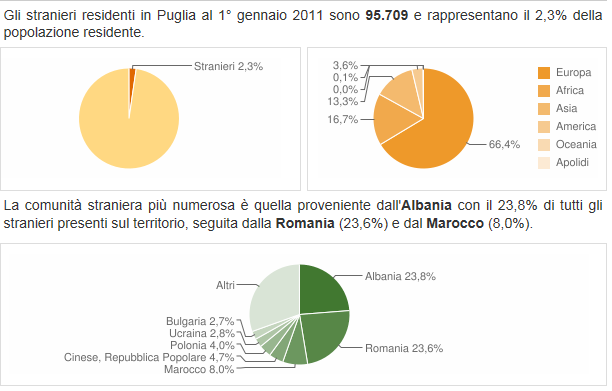 Gli stranieri residenti in Puglia al 1° gennaio 2011 sono 95.709 e rappresentano il 2,3% della
popolazione residente.
Stranieri 2,3%
3,6%
0,1%
0,0%
13,3%
16,7%
66,4%
Europa
Africa
Asia
America
Oceania
Apolidi
La comunità straniera più numerosa è quella proveniente dall'Albania con il 23,8% di tutti gli
stranieri presenti sul territorio, seguita dalla Romania (23,6%) e dal Marocco (8,0%).
Altri
Albania 23,8%
Bulgaria 2,7%
Ucraina 2,8%
Polonia 4,0%
Cinese, Repubblica Popolare 4,7%
Marocco 8,0%
Romania 23,6%